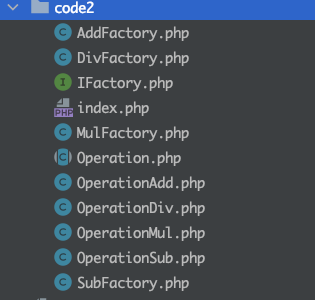 code2
AddFactory.php
DivFactory.php
IFactory.php
index.php
MulFactory.php
Operation.php
OperationAdd.php
OperationDiv.php
OperationMul.php
OperationSub.php
SubFactory.php